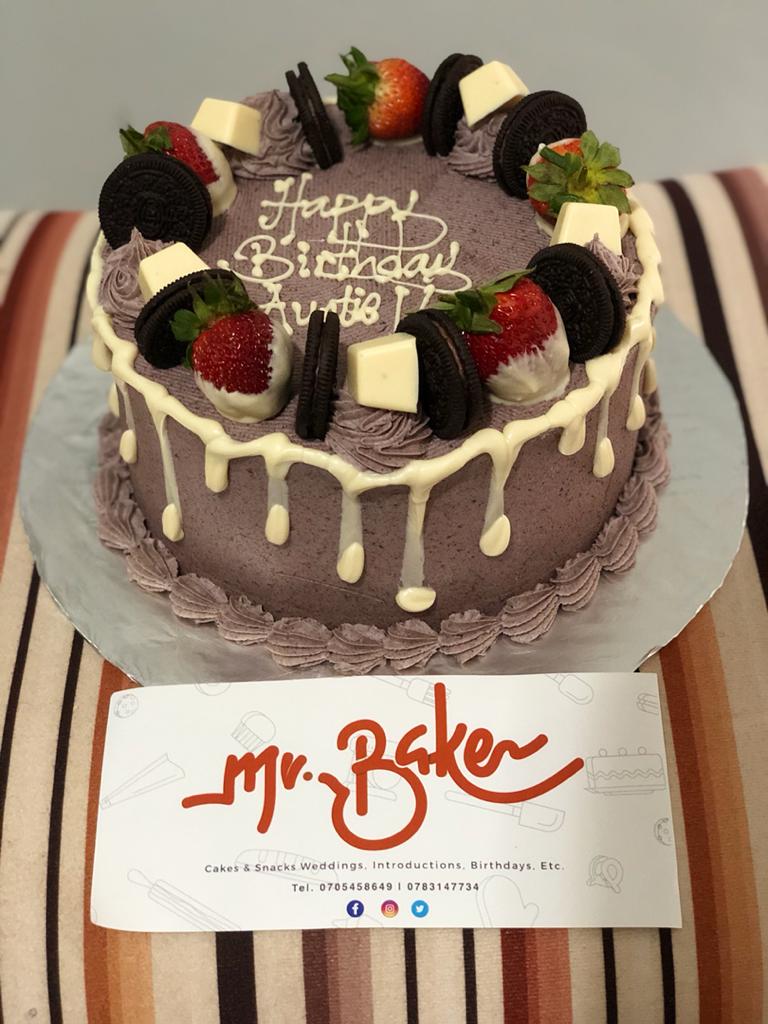 Happy
Birthday
Mr. Baker
Cakes & Snacks Weddings, Introductions, Birthdays, Etc.
Tel. 0705458649 | 0783147734